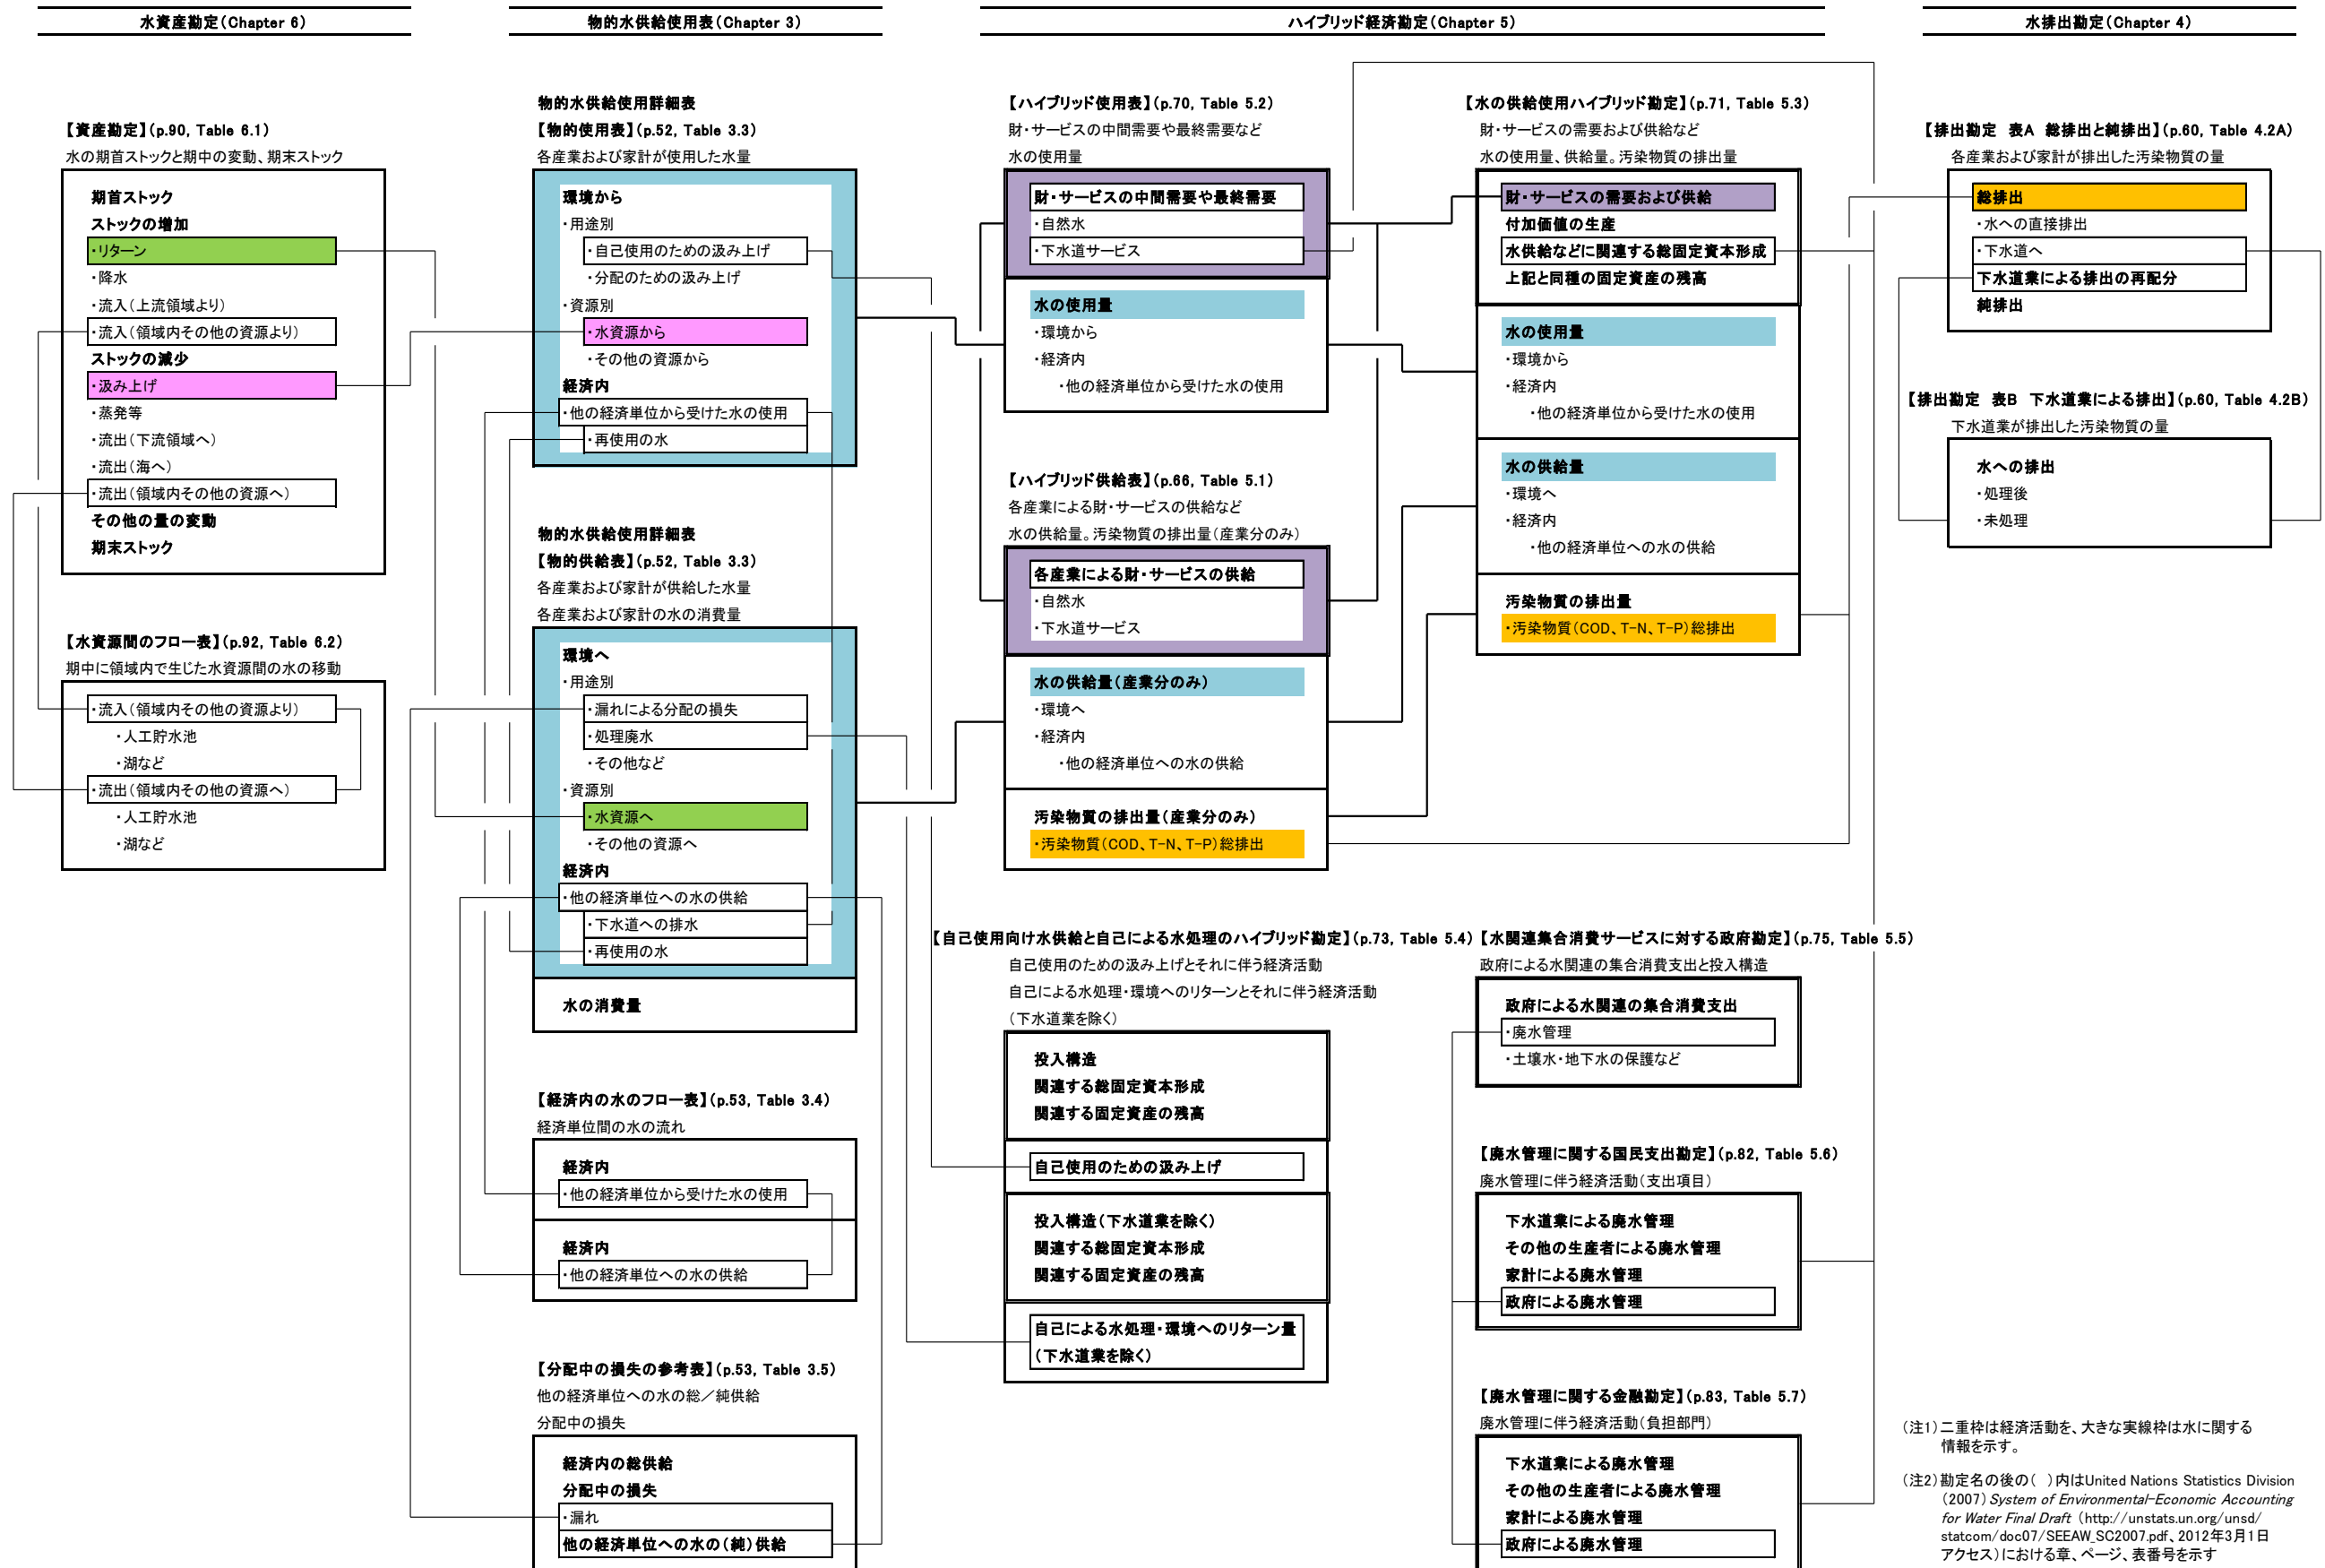 水資産勘定(Chapter 6)
物的水供給使用表(Chapter 3)
ハイブリッド経済勘定(Chapter 5)
水排出勘定(Chapter 4)
【資産勘定】(p.90, Table 6.1)
水の期首ストックと期中の変動、期末ストック
期首ストック
ストックの増加
・リターン
・降水
・流入(上流領域より)
・流入(領域内その他の資源より)
ストックの減少
・汲み上げ
・蒸発等
・流出(下流領域へ)
・流出(海へ)
・流出(領域内その他の資源へ)
その他の量の変動
期末ストック
【水資源間のフロー表】(p.92, Table 6.2)
期中に領域内で生じた水資源間の水の移動
・流入(領域内その他の資源より)
・人工貯水池
・湖など
・流出(領域内その他の資源へ)
・人工貯水池
・湖など
物的水供給使用詳細表
【物的使用表】(p.52, Table 3.3)
各産業および家計が使用した水量
環境から
・用途別
・自己使用のための汲み上げ
・分配のための汲み上げ
・資源別
・水資源から
・その他の資源から
経済内
・他の経済単位から受けた水の使用
・再使用の水
物的水供給使用詳細表
【物的供給表】(p.52, Table 3.3)
各産業および家計が供給した水量
各産業および家計の水の消費量
環境へ
・用途別
・漏れによる分配の損失
・処理廃水
・その他など
・資源別
・水資源へ
・その他の資源へ
経済内
・他の経済単位への水の供給
・下水道への排水
・再使用の水
水の消費量
【経済内の水のフロー表】(p.53, Table 3.4)
経済単位間の水の流れ
経済内
・他の経済単位から受けた水の使用
経済内
・他の経済単位への水の供給
【分配中の損失の参考表】(p.53, Table 3.5)
他の経済単位への水の総/純供給
分配中の損失
経済内の総供給
分配中の損失
・漏れ
他の経済単位への水の(純)供給
【ハイブリッド使用表】(p.70, Table 5.2)
財・サービスの中間需要や最終需要など
水の使用量
財・サービスの中間需要や最終需要
・自然水
・下水道サービス
水の使用量
・環境から
・経済内
・他の経済単位から受けた水の使用
【ハイブリッド供給表】(p.66, Table 5.1)
各産業による財・サービスの供給など
水の供給量。汚染物質の排出量(産業分のみ)
各産業による財・サービスの供給
・自然水
・下水道サービス
水の供給量(産業分のみ)
・環境へ
・経済内
・他の経済単位への水の供給
汚染物質の排出量(産業分のみ)
・汚染物質(COD、T-N、T-P)総排出
【自己使用向け水供給と自己による水処理のハイブリッド勘定】(p.73, Table 5.4)
自己使用のための汲み上げとそれに伴う経済活動
自己による水処理・環境へのリターンとそれに伴う経済活動
(下水道業を除く)
投入構造
関連する総固定資本形成
関連する固定資産の残高
自己使用のための汲み上げ
投入構造(下水道業を除く)
関連する総固定資本形成
関連する固定資産の残高
自己による水処理・環境へのリターン量
(下水道業を除く)
【水の供給使用ハイブリッド勘定】(p.71, Table 5.3)
財・サービスの需要および供給など
水の使用量、供給量。汚染物質の排出量
財・サービスの需要および供給
付加価値の生産
水供給などに関連する総固定資本形成
上記と同種の固定資産の残高
水の使用量
・環境から
・経済内
・他の経済単位から受けた水の使用
水の供給量
・環境へ
・経済内
・他の経済単位への水の供給
汚染物質の排出量
・汚染物質(COD、T-N、T-P)総排出
【水関連集合消費サービスに対する政府勘定】(p.75, Table 5.5)
政府による水関連の集合消費支出と投入構造
政府による水関連の集合消費支出
・廃水管理
・土壌水・地下水の保護など
【廃水管理に関する国民支出勘定】(p.82, Table 5.6)
廃水管理に伴う経済活動(支出項目)
下水道業による廃水管理
その他の生産者による廃水管理
家計による廃水管理
政府による廃水管理
【廃水管理に関する金融勘定】(p.83, Table 5.7)
廃水管理に伴う経済活動(負担部門)
下水道業による廃水管理
その他の生産者による廃水管理
家計による廃水管理
政府による廃水管理
【排出勘定 表A 総排出と純排出】(p.60, Table 4.2A)
各産業および家計が排出した汚染物質の量
総排出
・水への直接排出
・下水道へ
下水道業による排出の再配分
純排出
【排出勘定 表B 下水道業による排出】(p.60, Table 4.2B)
下水道業が排出した汚染物質の量
水への排出
・処理後
・未処理
(注1)二重枠は経済活動を、大きな実線枠は水に関する
情報を示す。
(注2)勘定名の後の( )内はUnited Nations Statistics Division
(2007)System of Environmental-Economic Accounting
for Water Final Draft (http://unstats.un.org/unsd/
statcom/doc07/SEEAW_SC2007.pdf、2012年3月1日
アクセス)における章、ページ、表番号を示す